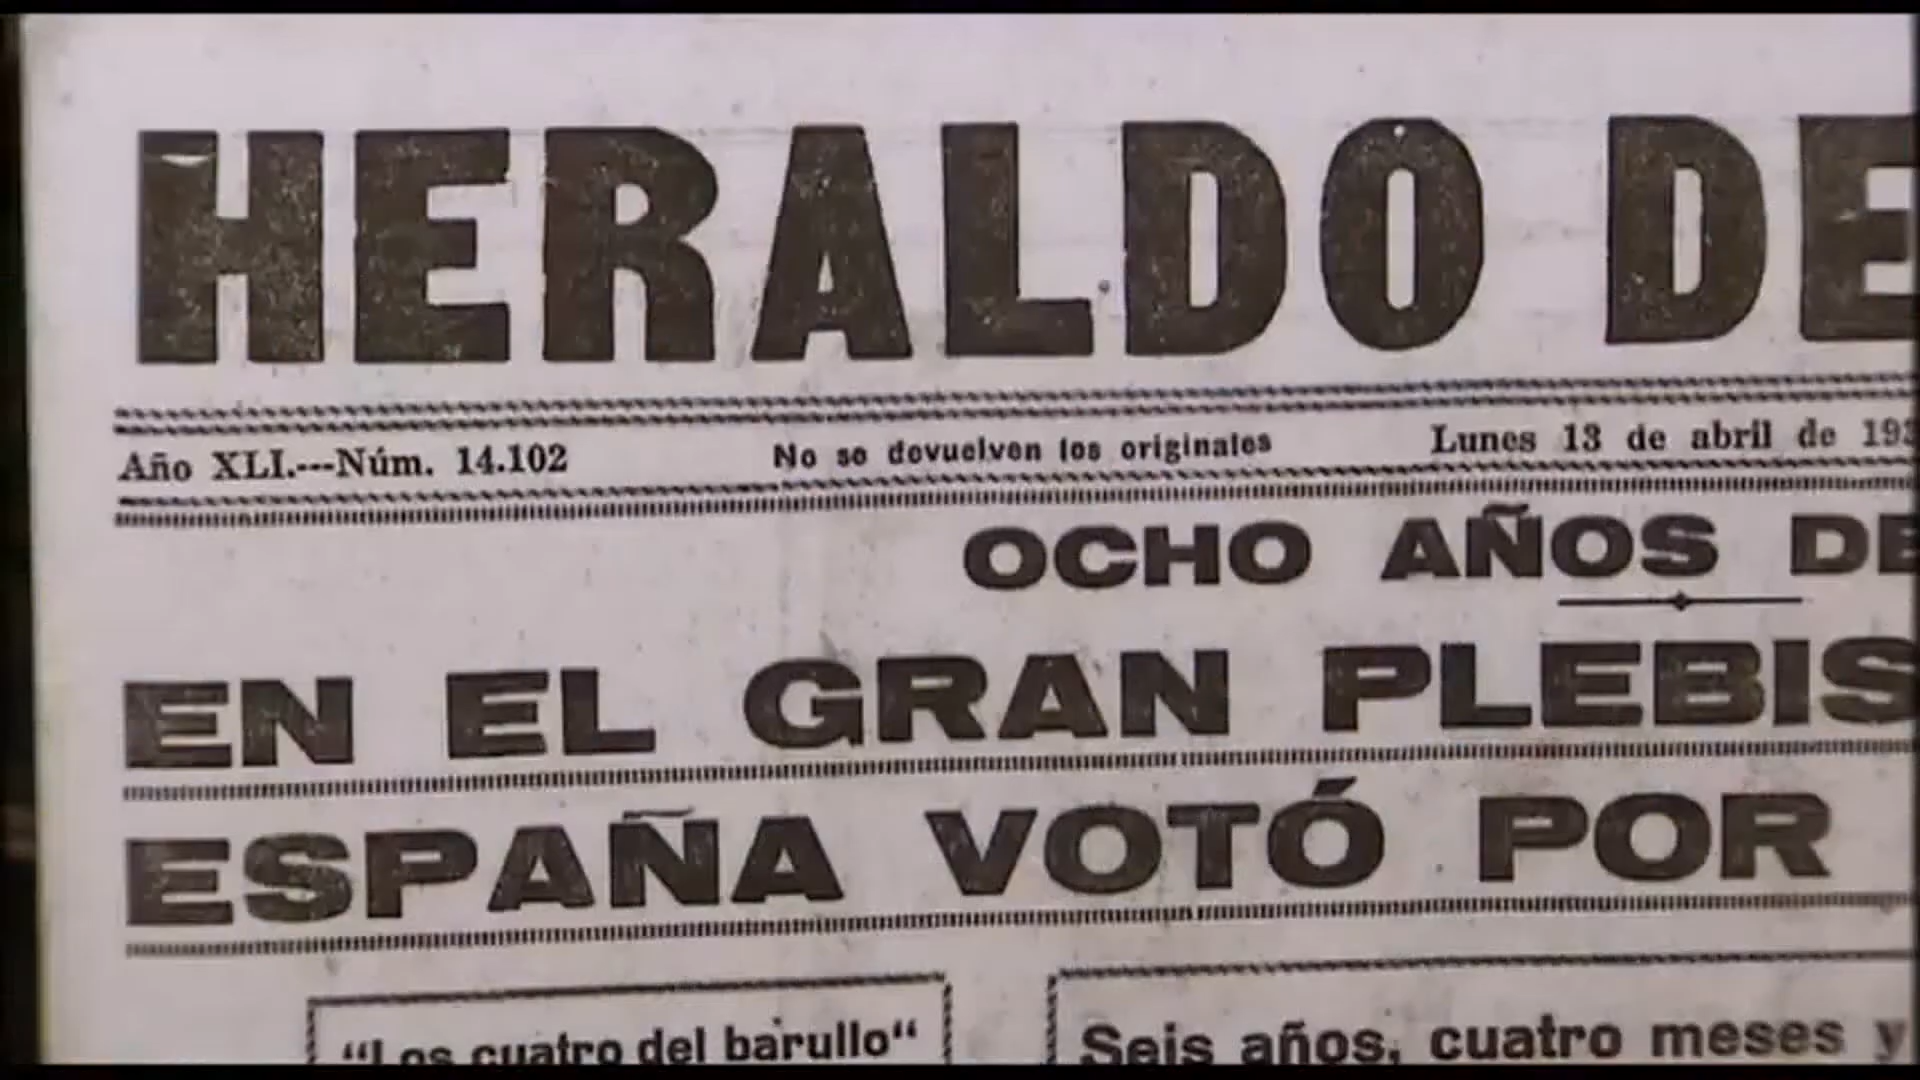 HERALDO DE
Año XLI.---Núm. 14.102 No se devuelven los originales Lunes 13 de abril de 193
OCHO AÑOS DE
EN EL GRAN PLEBIS
ESPAÑA VOTÓ POR
"Los cuatro del barullo"
Seis años, cuatro meses y